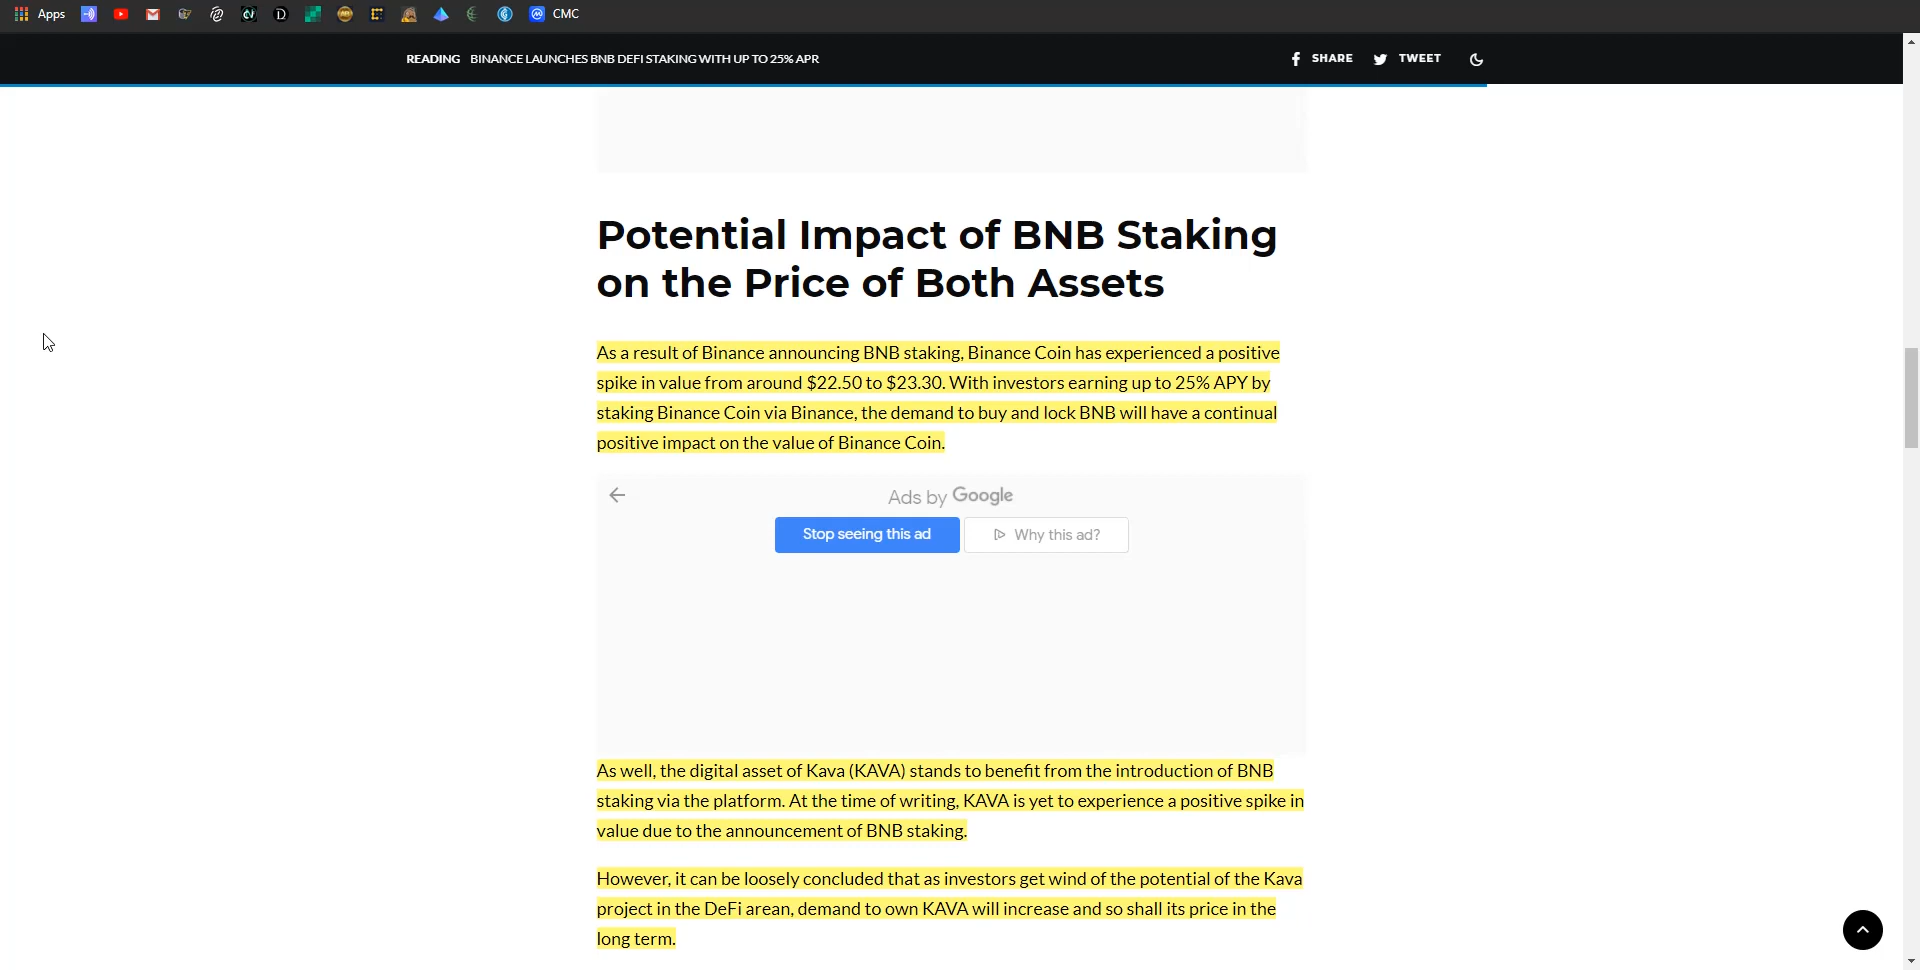 Apps
CMC
READING BINANCE LAUNCHES BNB DEFI STAKING WITH UP TO 25% APR
SHARE
TWEET
Potential Impact of BNB Staking
on the Price of Both Assets
As a result of Binance announcing BNB staking, Binance Coin has experienced a positive
spike in value from around $22.50 to $23.30. With investors earning up to 25% APY by
staking Binance Coin via Binance, the demand to buy and lock BNB will have a continual
positive impact on the value of Binance Coin.
Ads by Google
Stop seeing this ad
Why this ad?
As well, the digital asset of Kava (KAVA) stands to benefit from the introduction of BNB
staking via the platform. At the time of writing, KAVA is yet to experience a positive spike in
value due to the announcement of BNB staking.
However, it can be loosely concluded that as investors get wind of the potential of the Kava
project in the DeFi arean, demand to own KAVA will increase and so shall its price in the
long term.